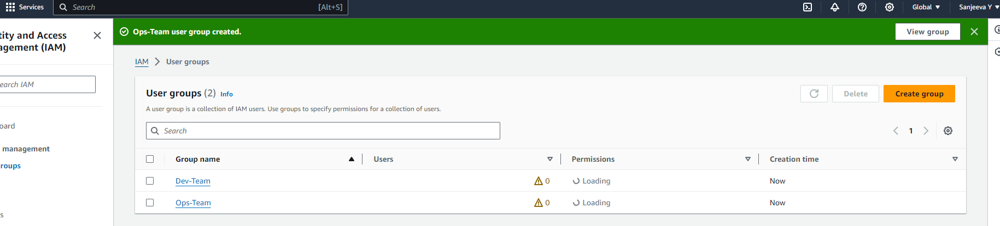 Services
Search [Alt+S]
Global
Sanjeeva Y
tity and Access
agement (IAM)
earch IAM
oard
management
roups
s
Ops-Team user group created.
View group
IAM > User groups
User groups (2) Info
A user group is a collection of IAM users. Use groups to specify permissions for a collection of users.
Delete
Create group
Search
1
Group name Users Permissions Creation time
Dev-Team 0 Loading Now
Ops-Team 0 Loading Now